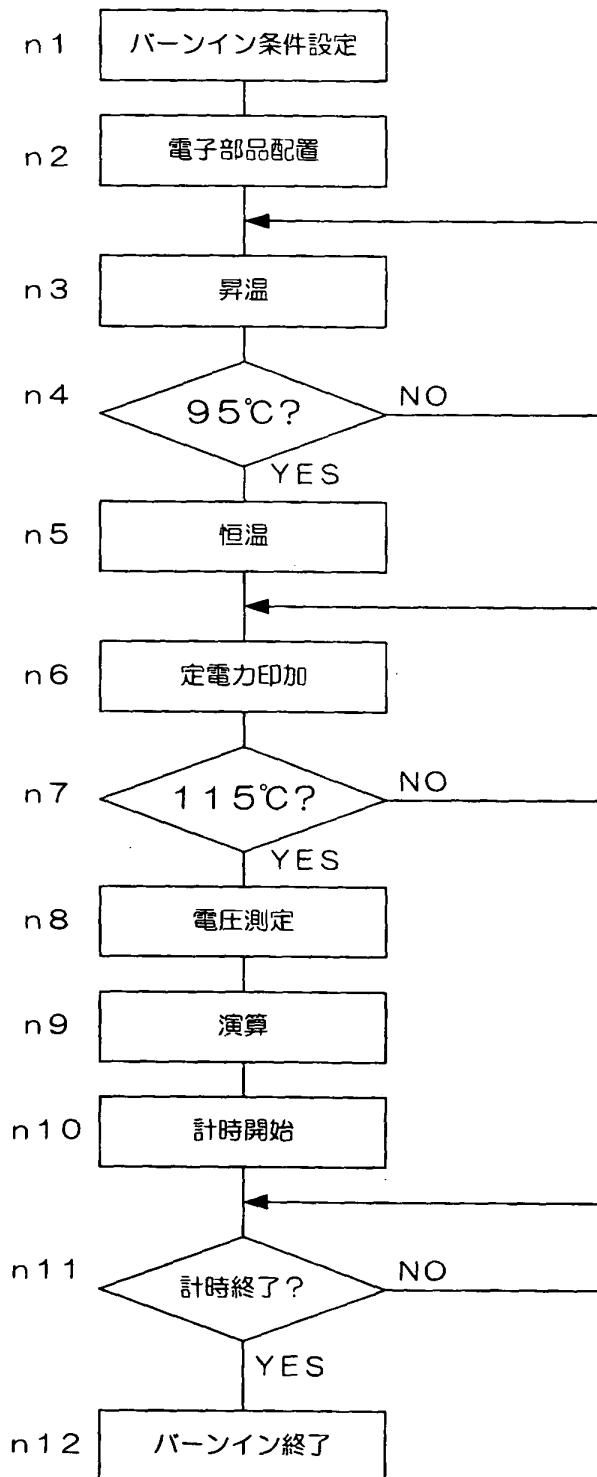 n1 バーンイン条件設定
n2 電子部品配置
n3 昇温
n4 95℃? NO
YES
n5 恒温
n6 定電力印加
n7 115℃? NO
YES
n8 電圧測定
n9 演算
n10 計時開始
n11 計時終了? NO
YES
n12 バーンイン終了